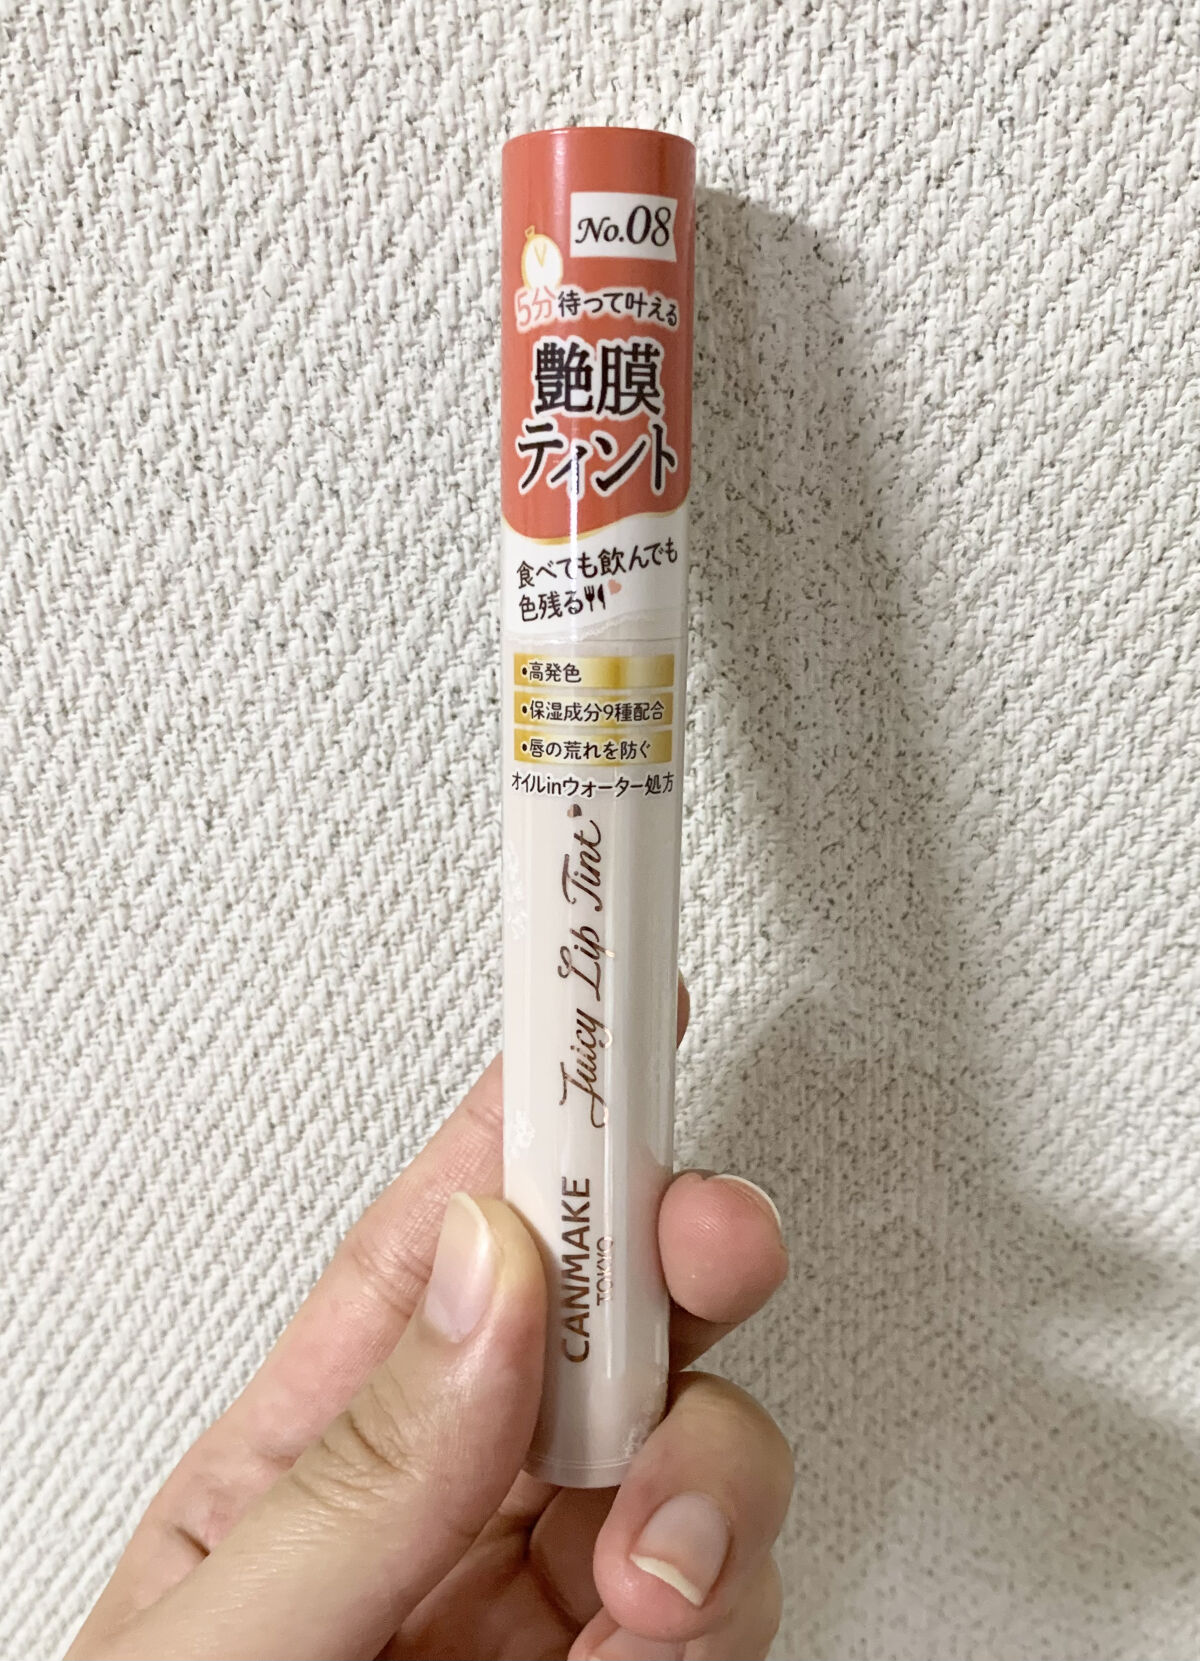 No.08
5分待って叶える
艶膜
ティント
食べても飲んでも
色残る
•高発色
•保湿成分9種配合
•唇の荒れを防ぐ
オイルinウォーター処方
Juicy Lip Tint
CANMAKE
TOKYO